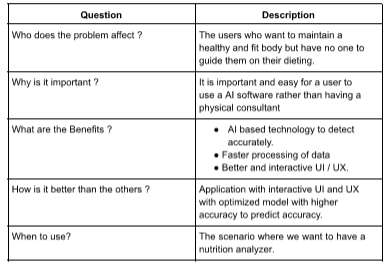 Question
Description
Who does the problem affect ?
The users who want to maintain a
healthy and fit body but have no one to
guide them on their dieting.
Why is it important ?
It is important and easy for a user to
use a AI software rather than having a
physical consultant
What are the Benefits ?
● AI based technology to detect
accurately.
● Faster processing of data
● Better and interactive UI / UX.
How is it better than the others ?
Application with interactive UI and UX
with optimized model with higher
accuracy to predict accuracy.
When to use?
The scenario where we want to have a
nutrition analyzer.